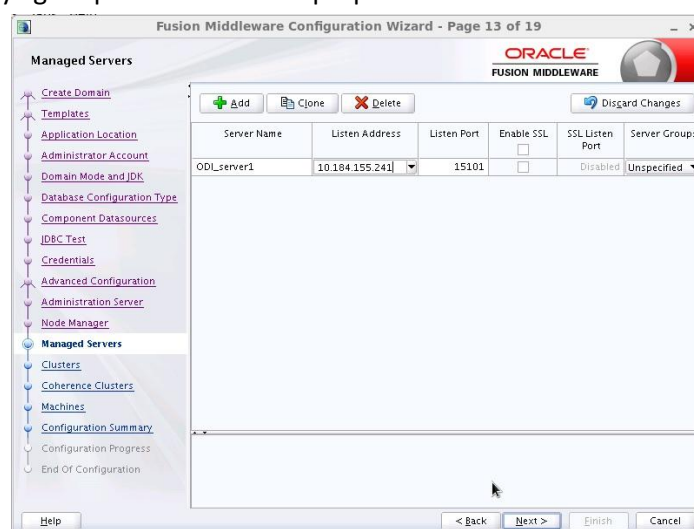 Fusion Middleware Configuration Wizard - Page 13 of 19
Managed Servers
ORACLE
FUSION MIDDLEWARE
Create Domain
Templates
Application Location
Administrator Account
Domain Mode and JDK
Database Configuration Type
Component Datasources
JDBC Test
Credentials
Advanced Configuration
Administration Server
Node Manager
Managed Servers
Clusters
Coherence Clusters
Machines
Configuration Summary
Configuration Progress
End Of Configuration
Add Clone Delete Discard Changes
Server Name Listen Address Listen Port Enable SSL SSL Listen Port Server Group
ODI_server1 10.184.155.241 15101 Disabled Unspecified
Help < Back Next > Finish Cancel